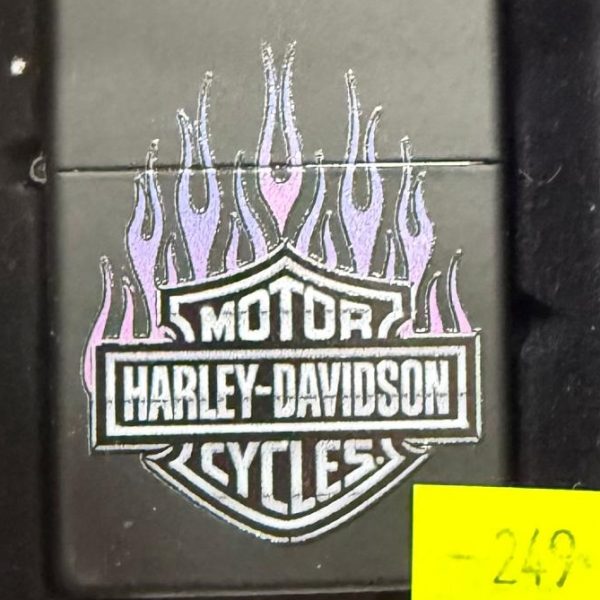 MOTOR
HARLEY-DAVIDSON
CYCLES.
- 249.